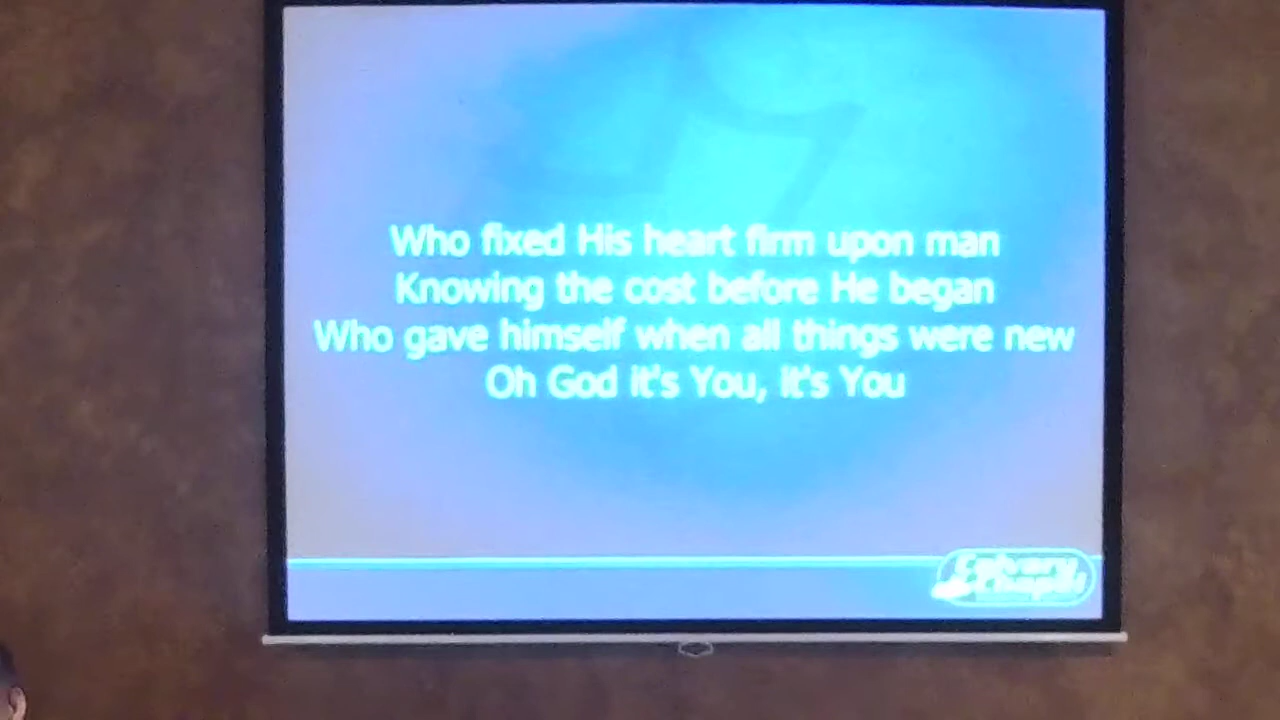 Who fixed His heart firm upon man
Knowing the cost before He began
Who gave himself when all things were new
Oh God it's You, it's You
Calvary
Chapel